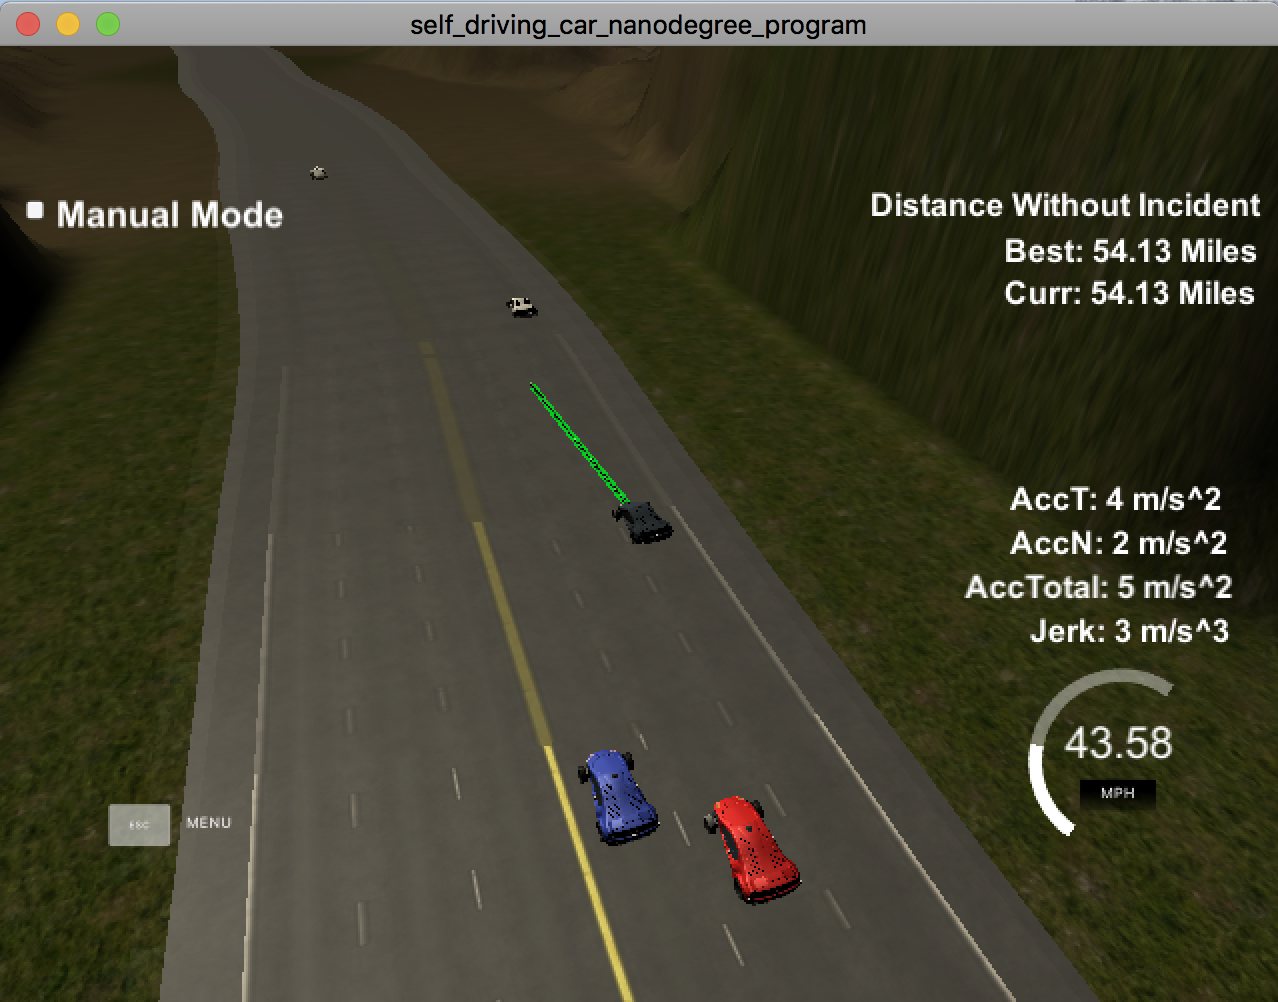 self_driving_car_nanodegree_program
Manual Mode
Distance Without Incident
Best: 54.13 Miles
Curr: 54.13 Miles
AccT: 4 m/s^2
AccN: 2 m/s^2
AccTotal: 5 m/s^2
Jerk: 3 m/s^3
43.58
MPH
ESC MENU